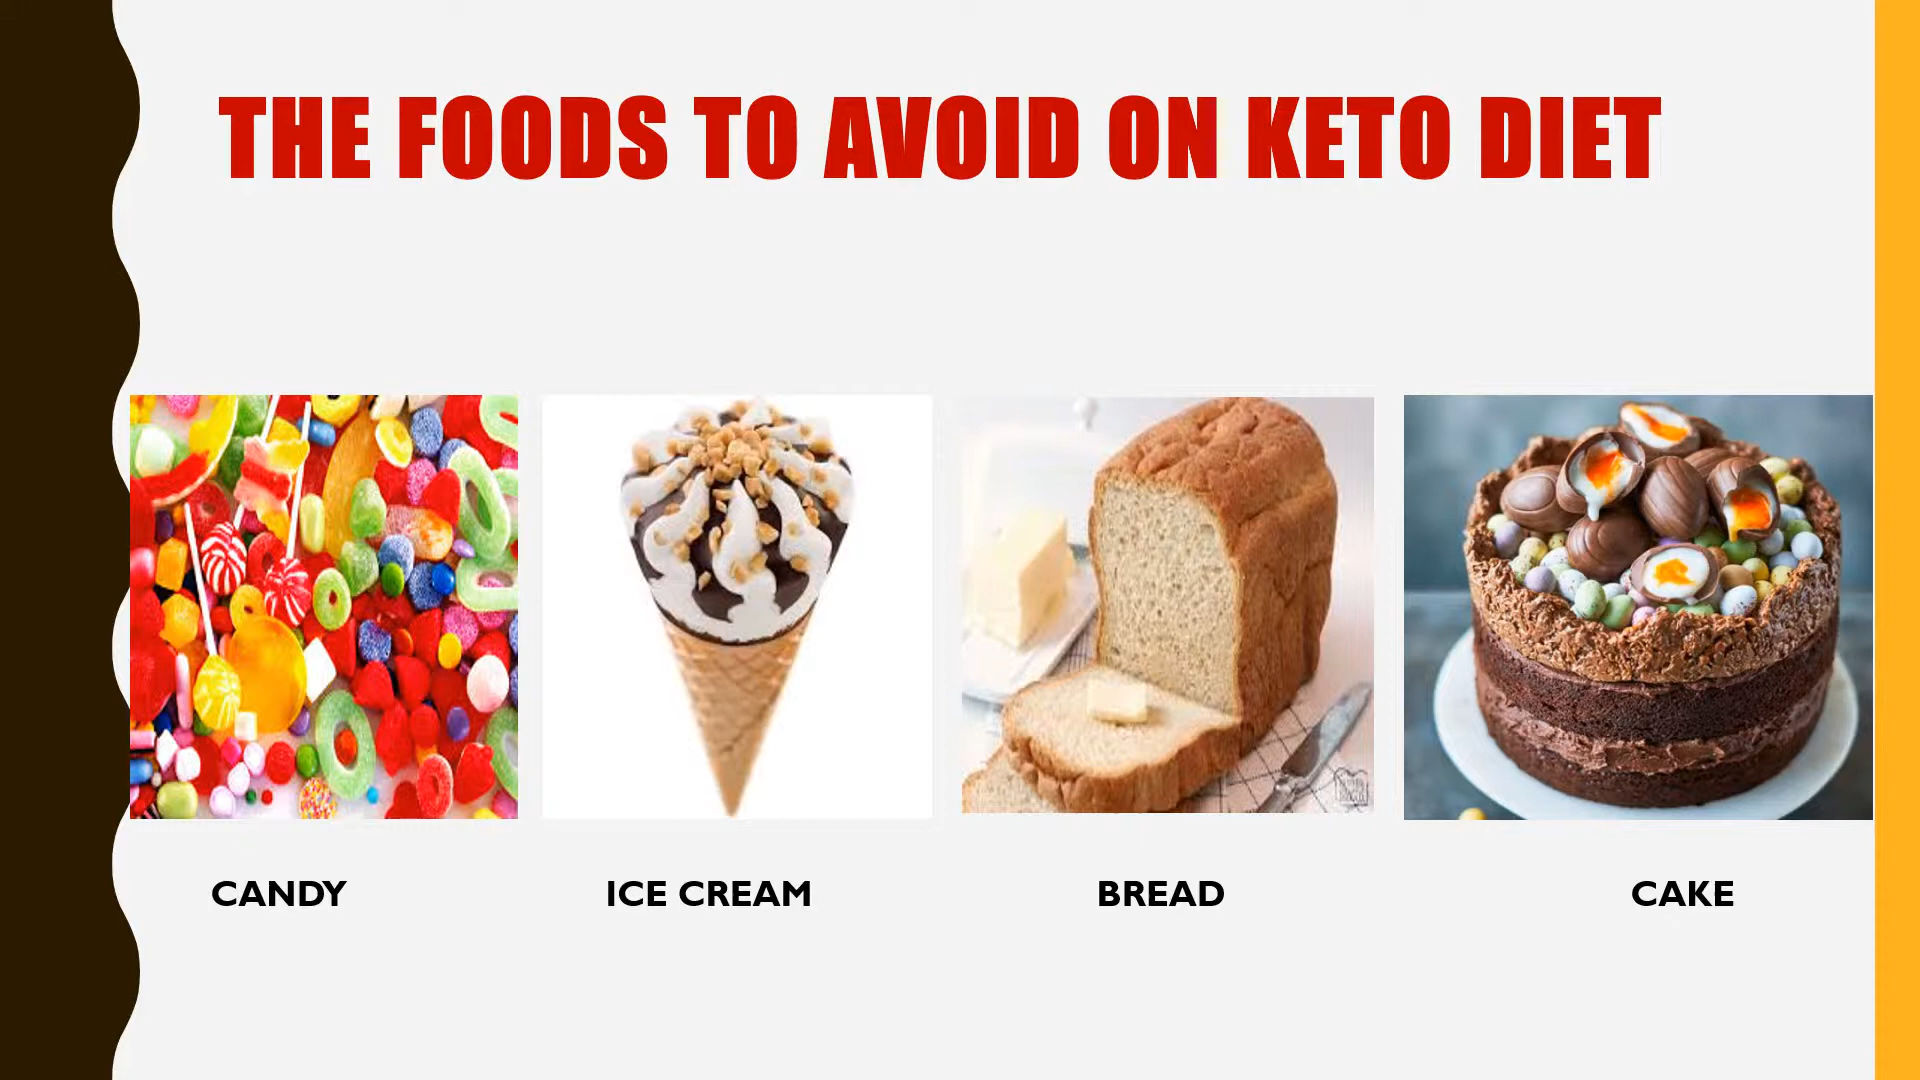 THE FOODS TO AVOID ON KETO DIET
CANDY
ICE CREAM
BREAD
CAKE